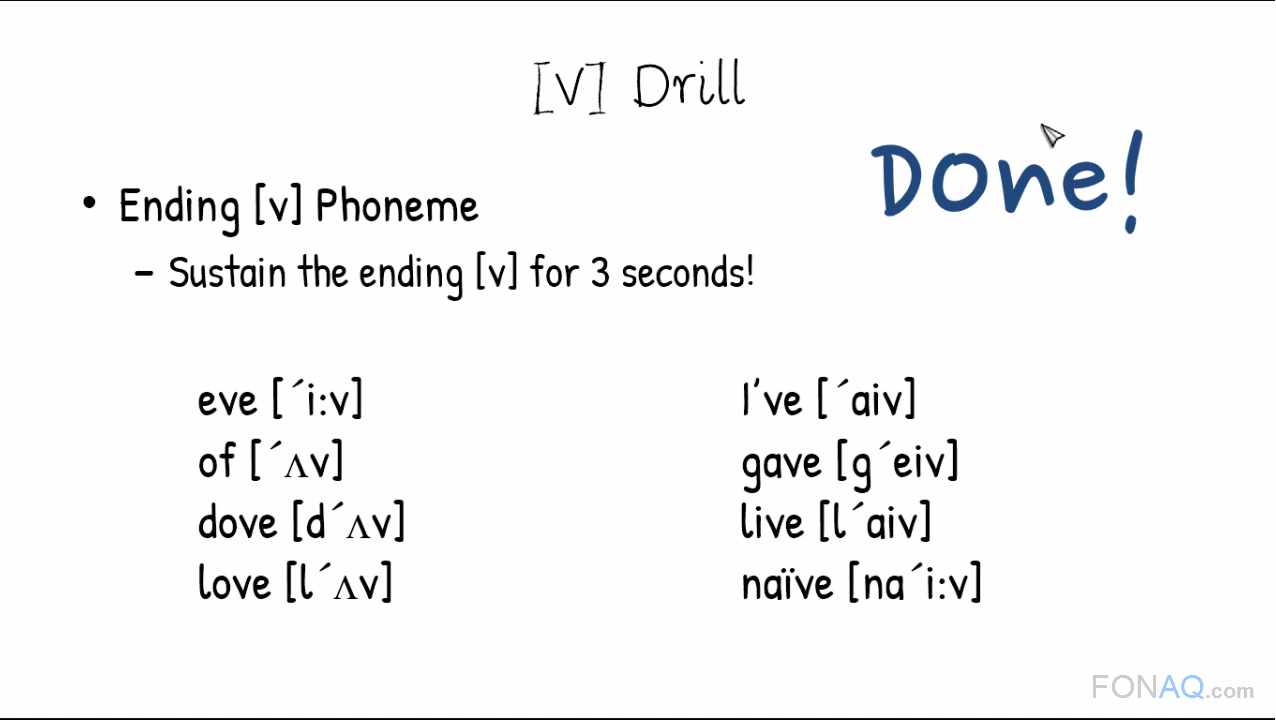 [V] Drill
Done!
• Ending [v] Phoneme
– Sustain the ending [v] for 3 seconds!
eve [´i:v]
of [´ʌv]
dove [d´ʌv]
love [l´ʌv]
I've [´aiv]
gave [g´eiv]
live [l´aiv]
naïve [na´i:v]
FONAQ.com